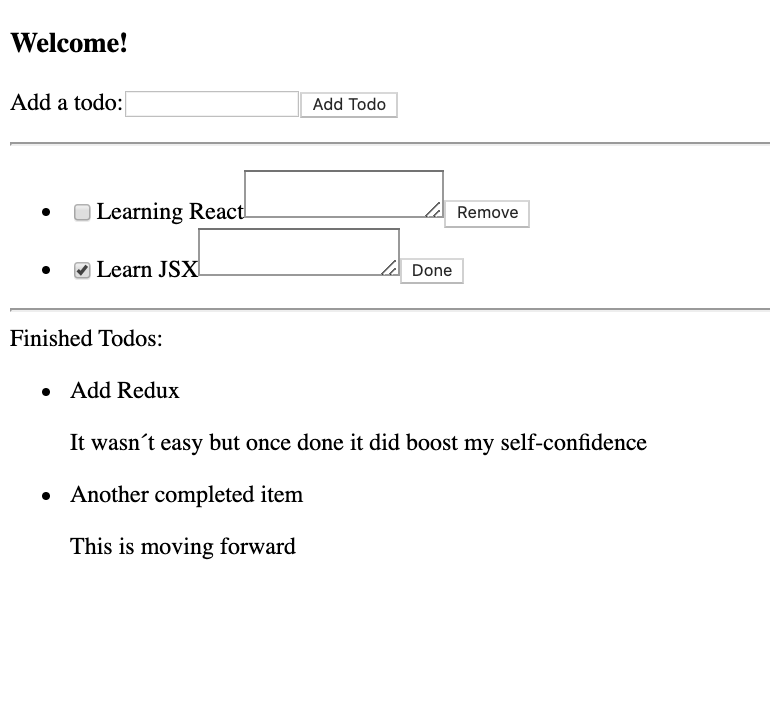 Welcome!
Add a todo: Add Todo
Learning React Remove
Learn JSX Done
Finished Todos:
Add Redux
It wasn´t easy but once done it did boost my self-confidence
Another completed item
This is moving forward